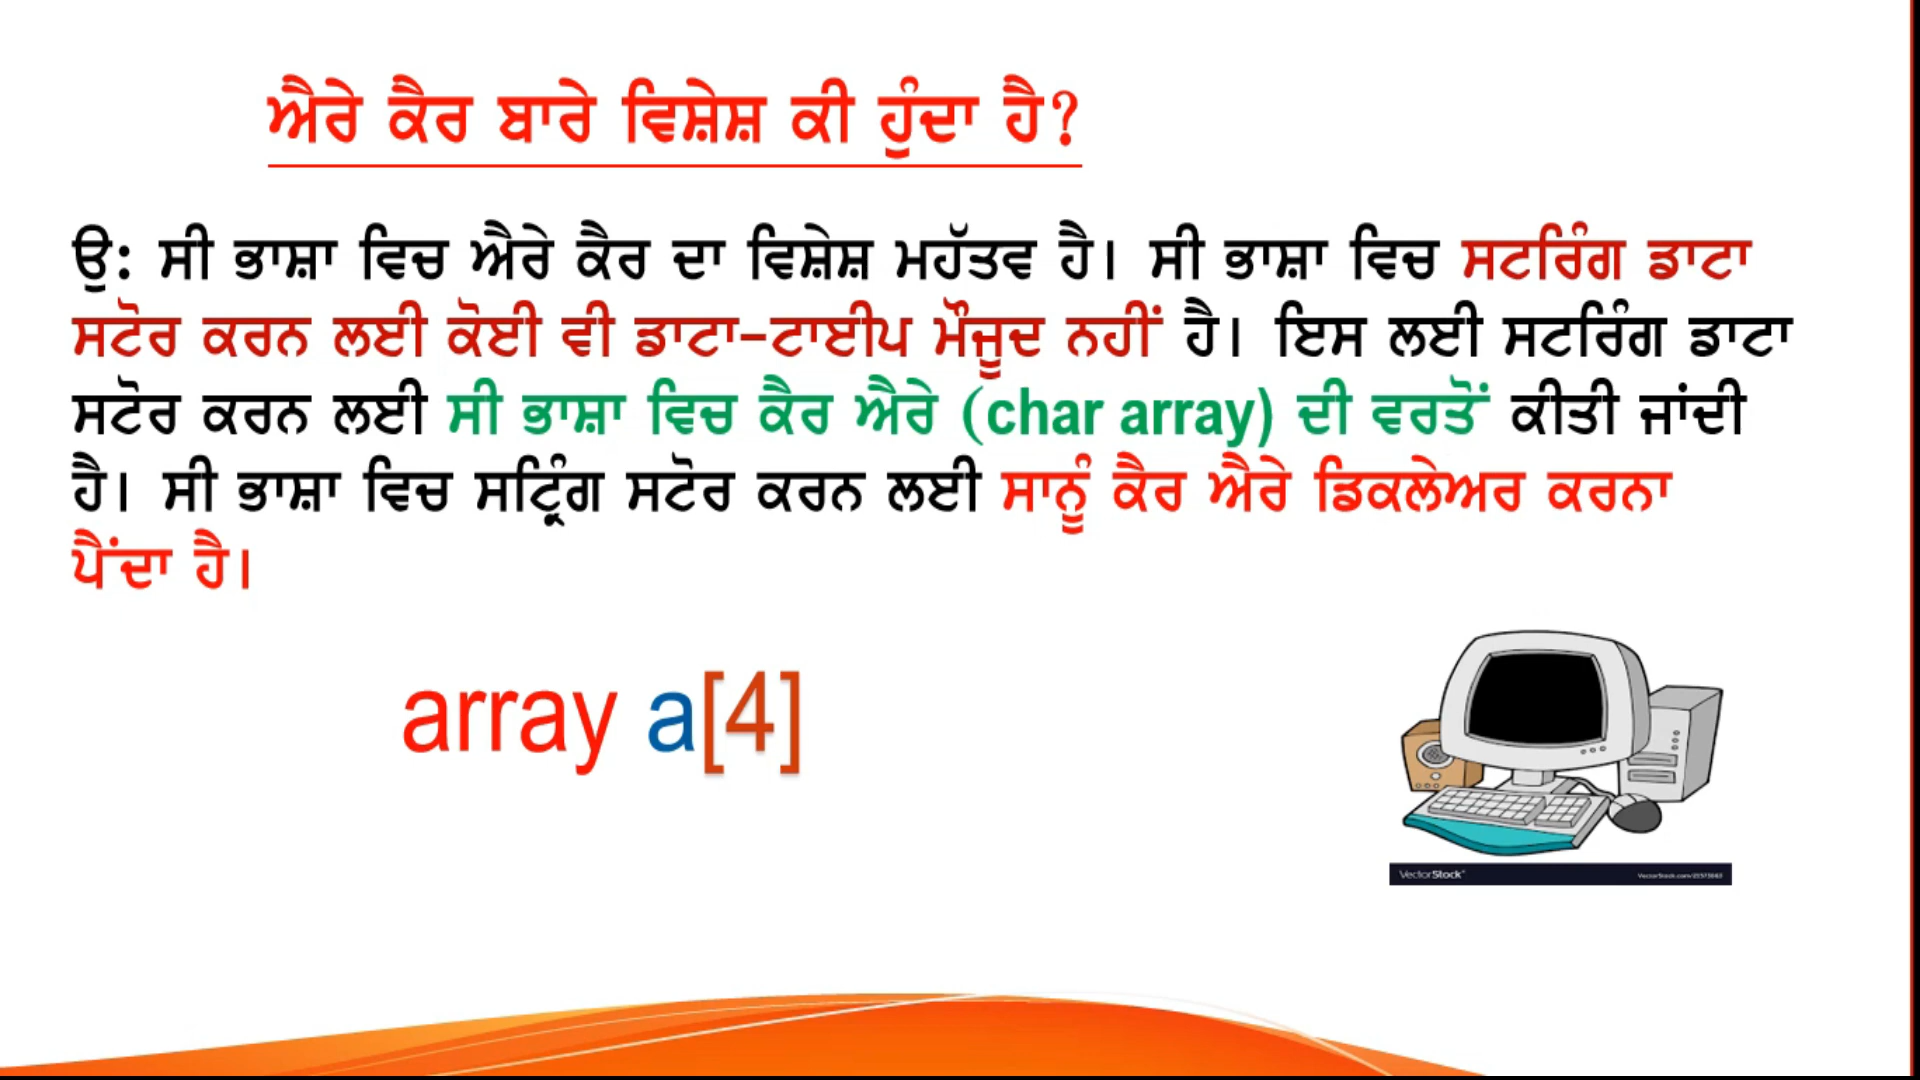 ਐਰੇ ਕੈਰ ਬਾਰੇ ਵਿਸ਼ੇਸ਼ ਕੀ ਹੁੰਦਾ ਹੈ?
ਉ: ਸੀ ਭਾਸ਼ਾ ਵਿਚ ਐਰੇ ਕੈਰ ਦਾ ਵਿਸ਼ੇਸ਼ ਮਹੱਤਵ ਹੈ। ਸੀ ਭਾਸ਼ਾ ਵਿਚ ਸਟਰਿੰਗ ਡਾਟਾ
ਸਟੋਰ ਕਰਨ ਲਈ ਕੋਈ ਵੀ ਡਾਟਾ-ਟਾਈਪ ਮੌਜੂਦ ਨਹੀਂ ਹੈ। ਇਸ ਲਈ ਸਟਰਿੰਗ ਡਾਟਾ
ਸਟੋਰ ਕਰਨ ਲਈ ਸੀ ਭਾਸ਼ਾ ਵਿਚ ਕੈਰ ਐਰੇ (char array) ਦੀ ਵਰਤੋਂ ਕੀਤੀ ਜਾਂਦੀ
ਹੈ। ਸੀ ਭਾਸ਼ਾ ਵਿਚ ਸਟ੍ਰਿੰਗ ਸਟੋਰ ਕਰਨ ਲਈ ਸਾਨੂੰ ਕੈਰ ਐਰੇ ਡਿਕਲੇਅਰ ਕਰਨਾ
ਪੈਂਦਾ ਹੈ।
array a[4]
VectorStock